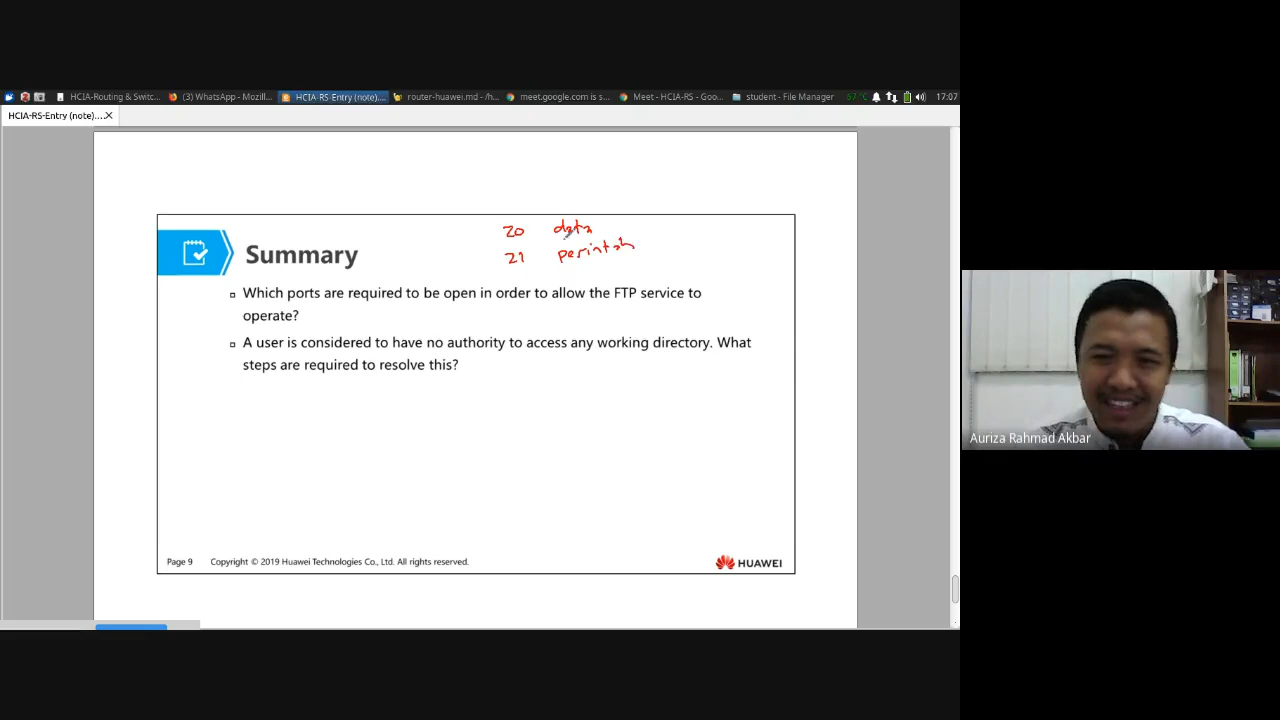 HCIA-Routing & Switc... (3) WhatsApp - Mozill... HCIA-RS-Entry (note).... router-huawei.md - /h... meet.google.com is s... Meet - HCIA-RS - Goo... student - File Manager 67 °C 17:07
HCIA-RS-Entry (note)....
20 data
21 perintah
Summary
Which ports are required to be open in order to allow the FTP service to
operate?
A user is considered to have no authority to access any working directory. What
steps are required to resolve this?
Auriza Rahmad Akbar
Page 9 Copyright © 2019 Huawei Technologies Co., Ltd. All rights reserved.
HUAWEI